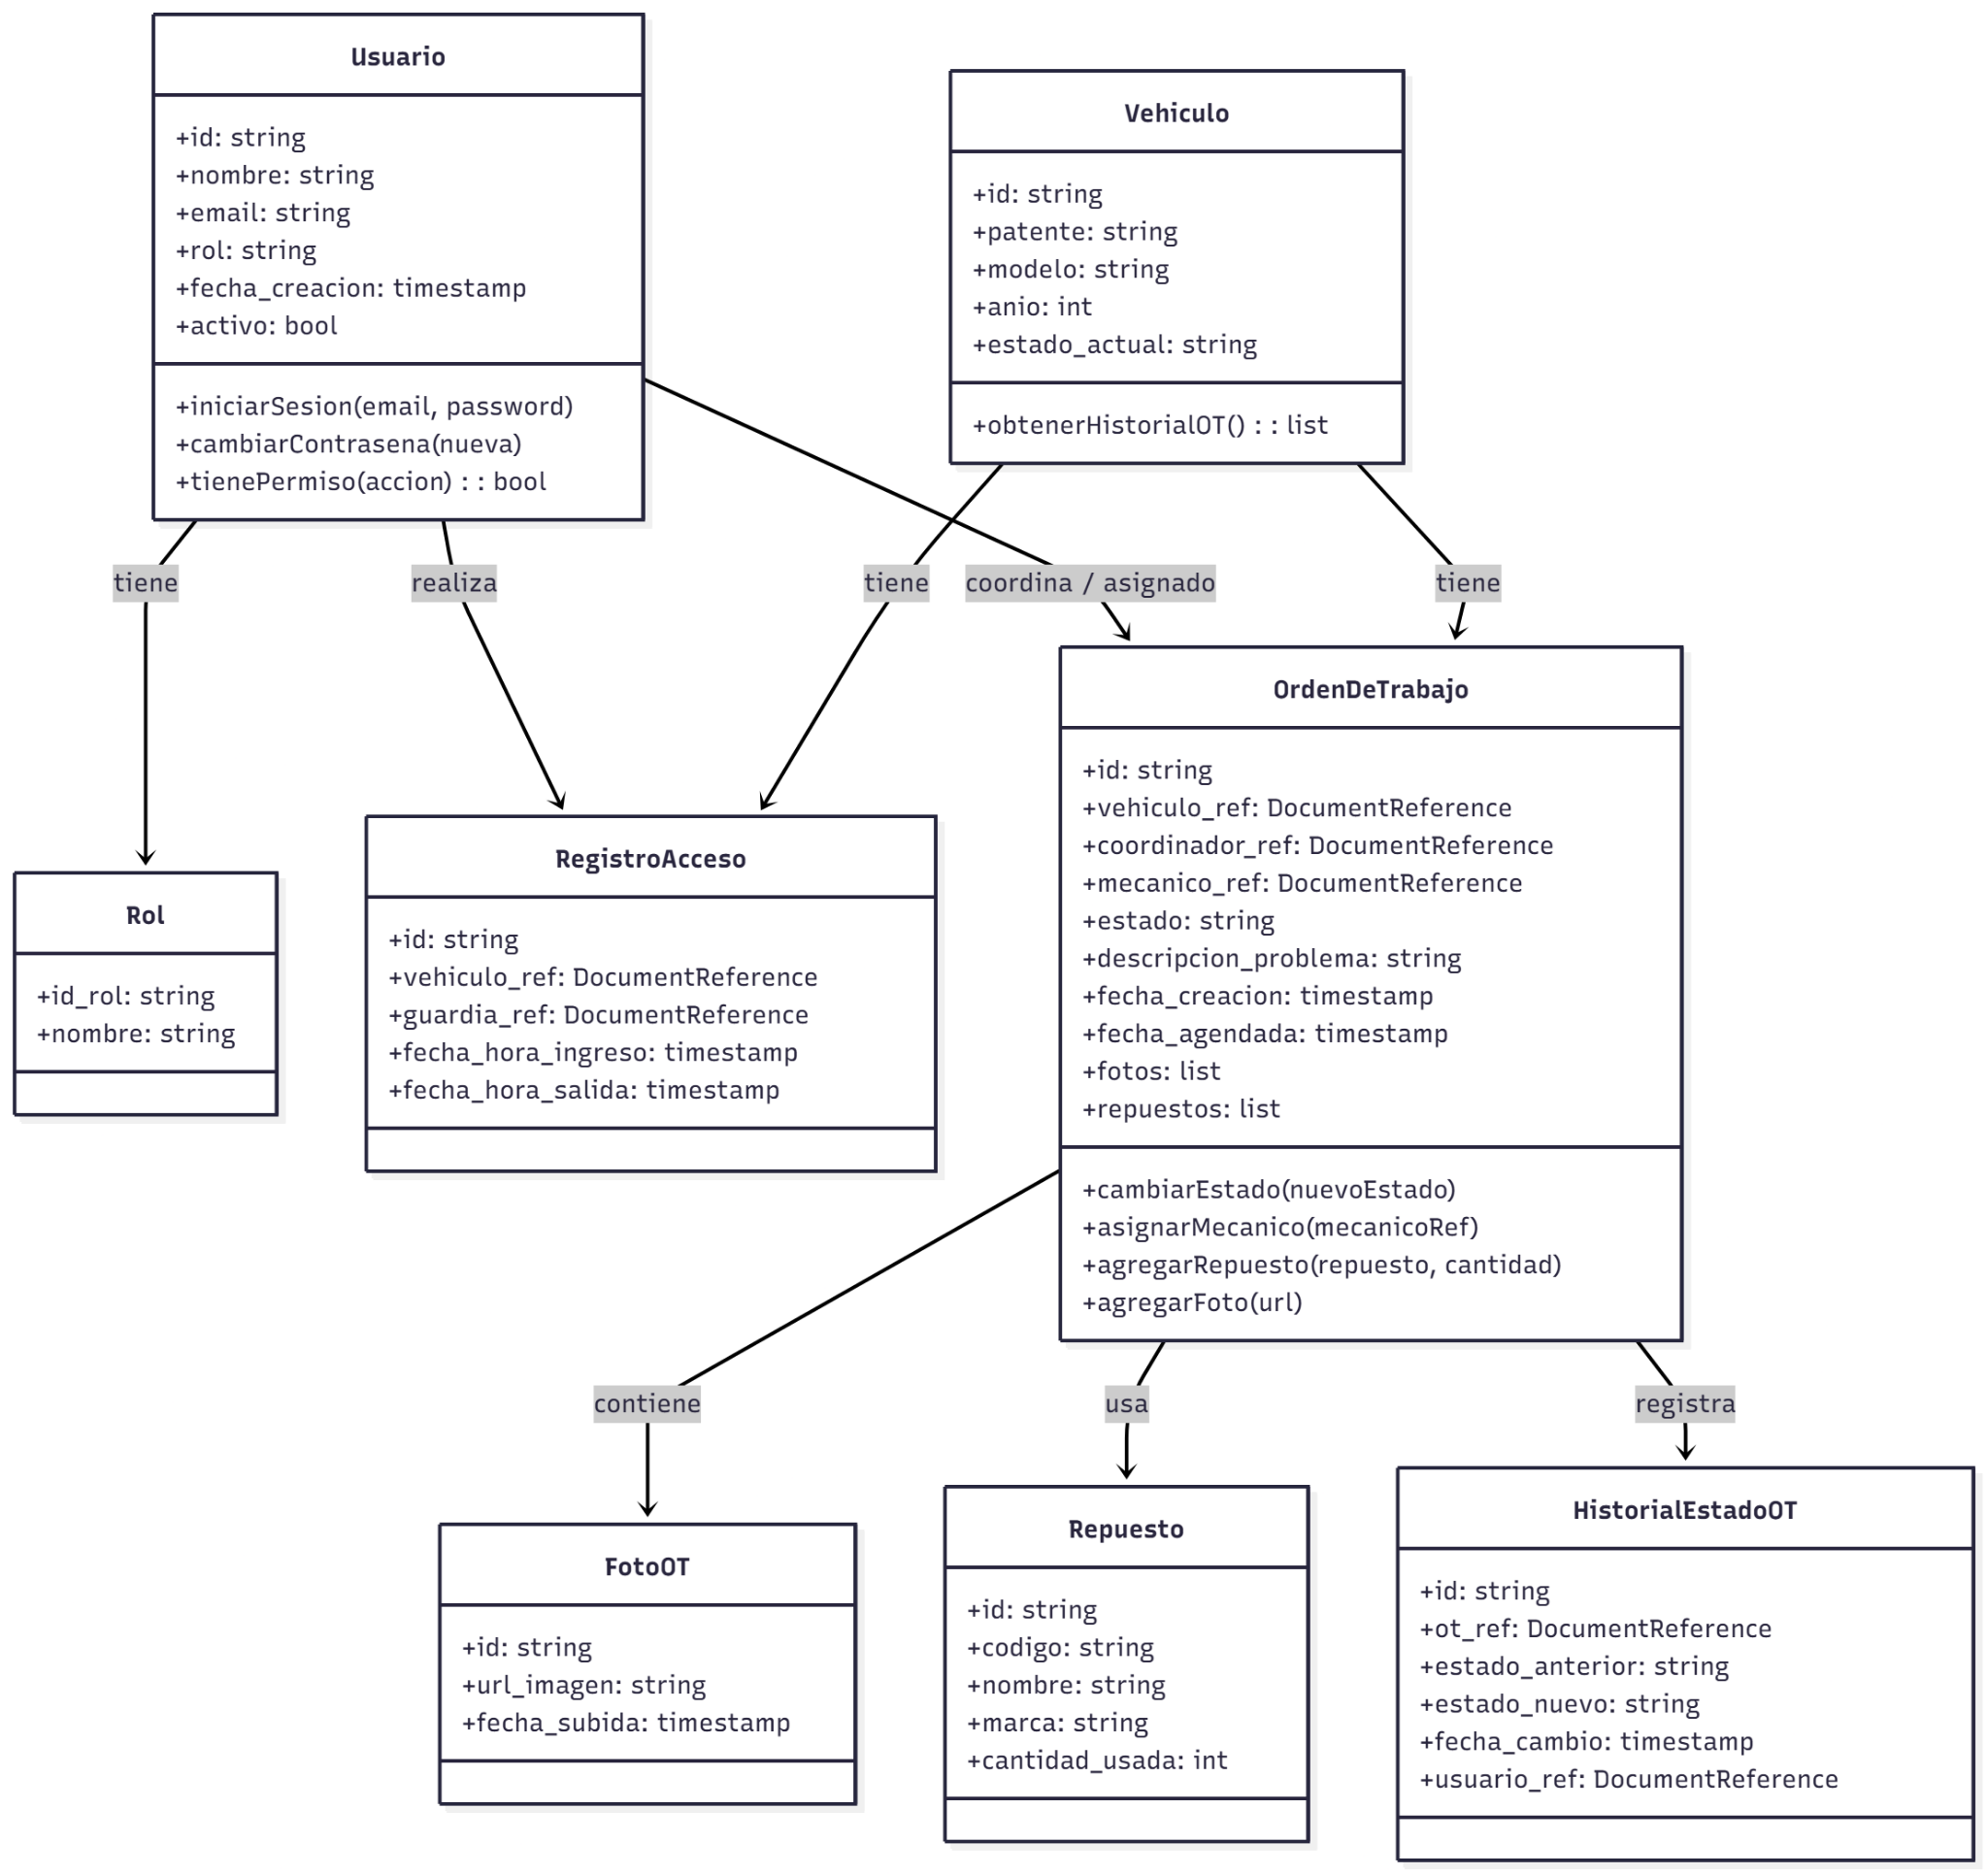 Usuario
+id: string
+nombre: string
+email: string
+rol: string
+fecha_creacion: timestamp
+activo: bool
+iniciarSesion(email, password)
+cambiarContrasena(nueva)
+tienePermiso(accion) : : bool
Vehiculo
+id: string
+patente: string
+modelo: string
+anio: int
+estado_actual: string
+obtenerHistorialOT() : : list
tiene
realiza
tiene
coordina / asignado
tiene
Rol
+id_rol: string
+nombre: string
RegistroAcceso
+id: string
+vehiculo_ref: DocumentReference
+guardia_ref: DocumentReference
+fecha_hora_ingreso: timestamp
+fecha_hora_salida: timestamp
OrdenDeTrabajo
+id: string
+vehiculo_ref: DocumentReference
+coordinador_ref: DocumentReference
+mecanico_ref: DocumentReference
+estado: string
+descripcion_problema: string
+fecha_creacion: timestamp
+fecha_agendada: timestamp
+fotos: list
+repuestos: list
+cambiarEstado(nuevoEstado)
+asignarMecanico(mecanicoRef)
+agregarRepuesto(repuesto, cantidad)
+agregarFoto(url)
contiene
usa
registra
FotoOT
+id: string
+url_imagen: string
+fecha_subida: timestamp
Repuesto
+id: string
+codigo: string
+nombre: string
+marca: string
+cantidad_usada: int
HistorialEstadoOT
+id: string
+ot_ref: DocumentReference
+estado_anterior: string
+estado_nuevo: string
+fecha_cambio: timestamp
+usuario_ref: DocumentReference